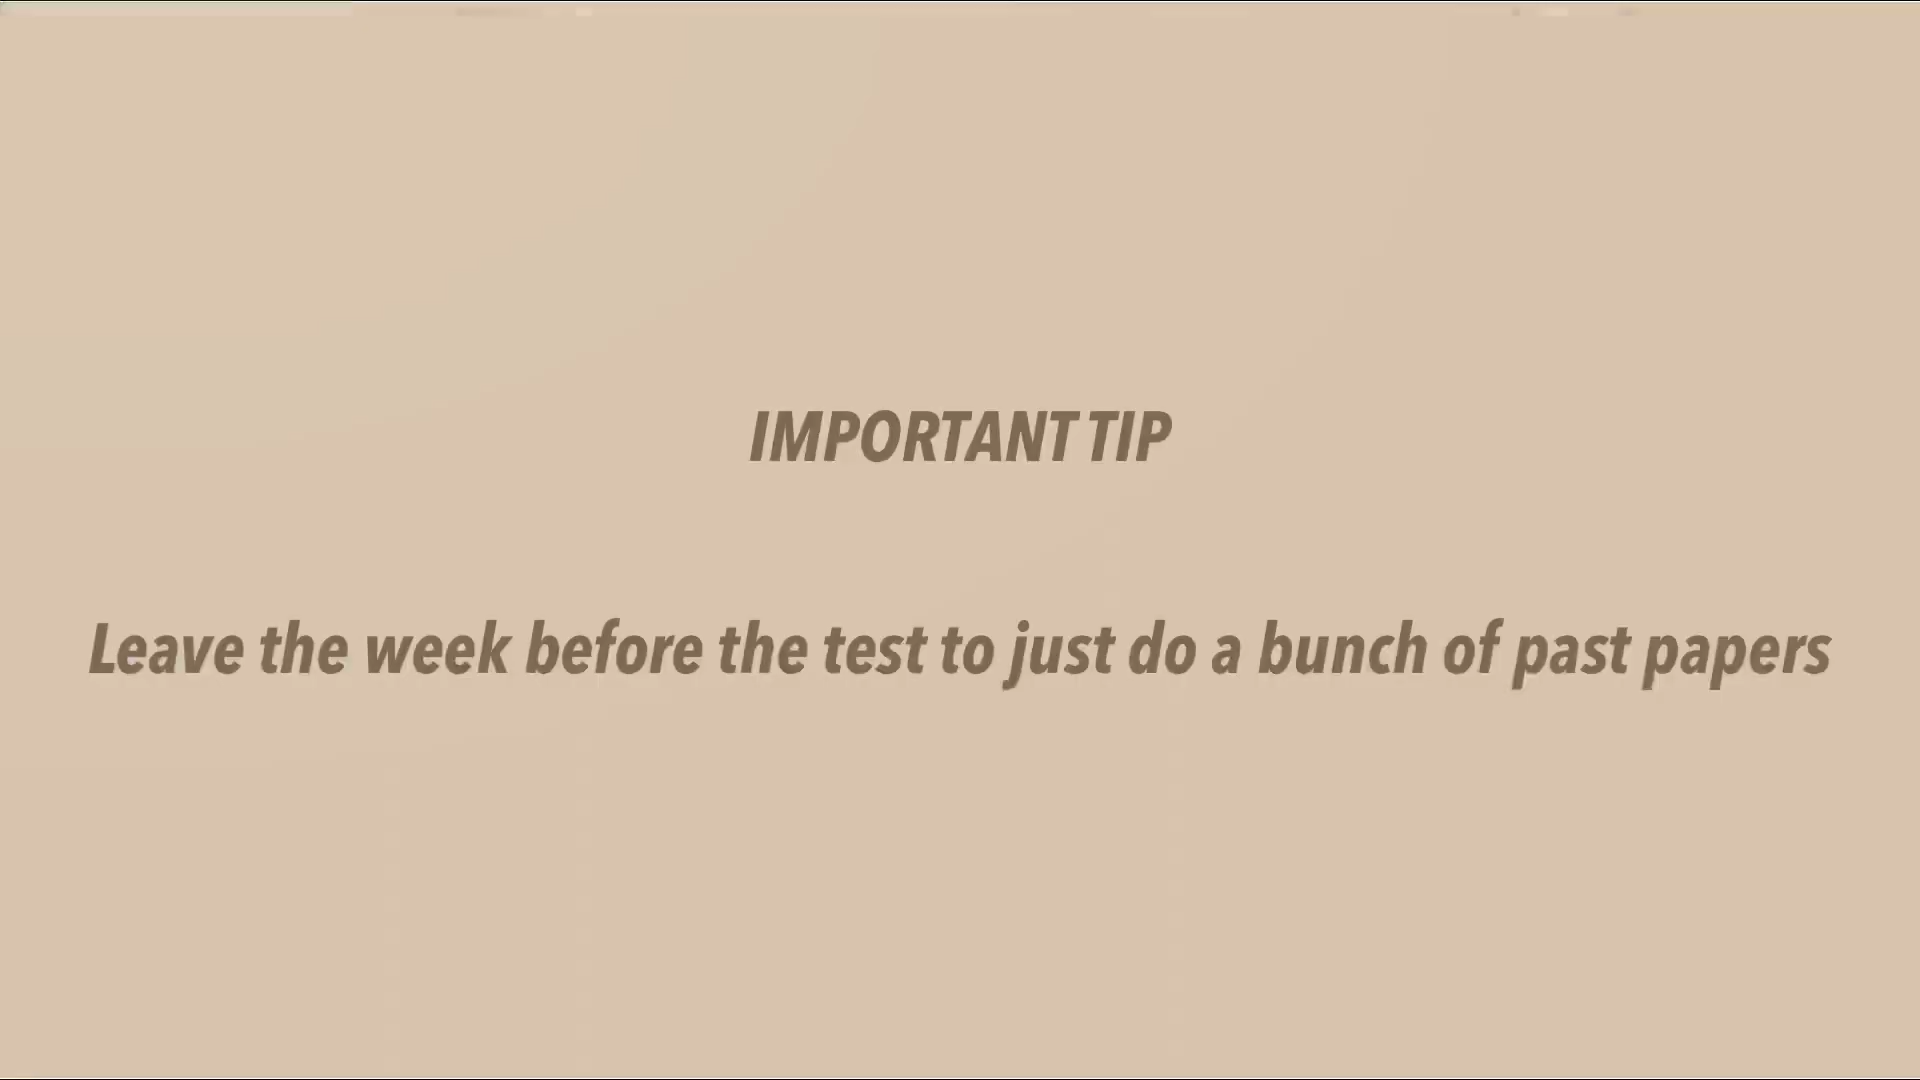 IMPORTANT TIP
Leave the week before the test to just do a bunch of past papers